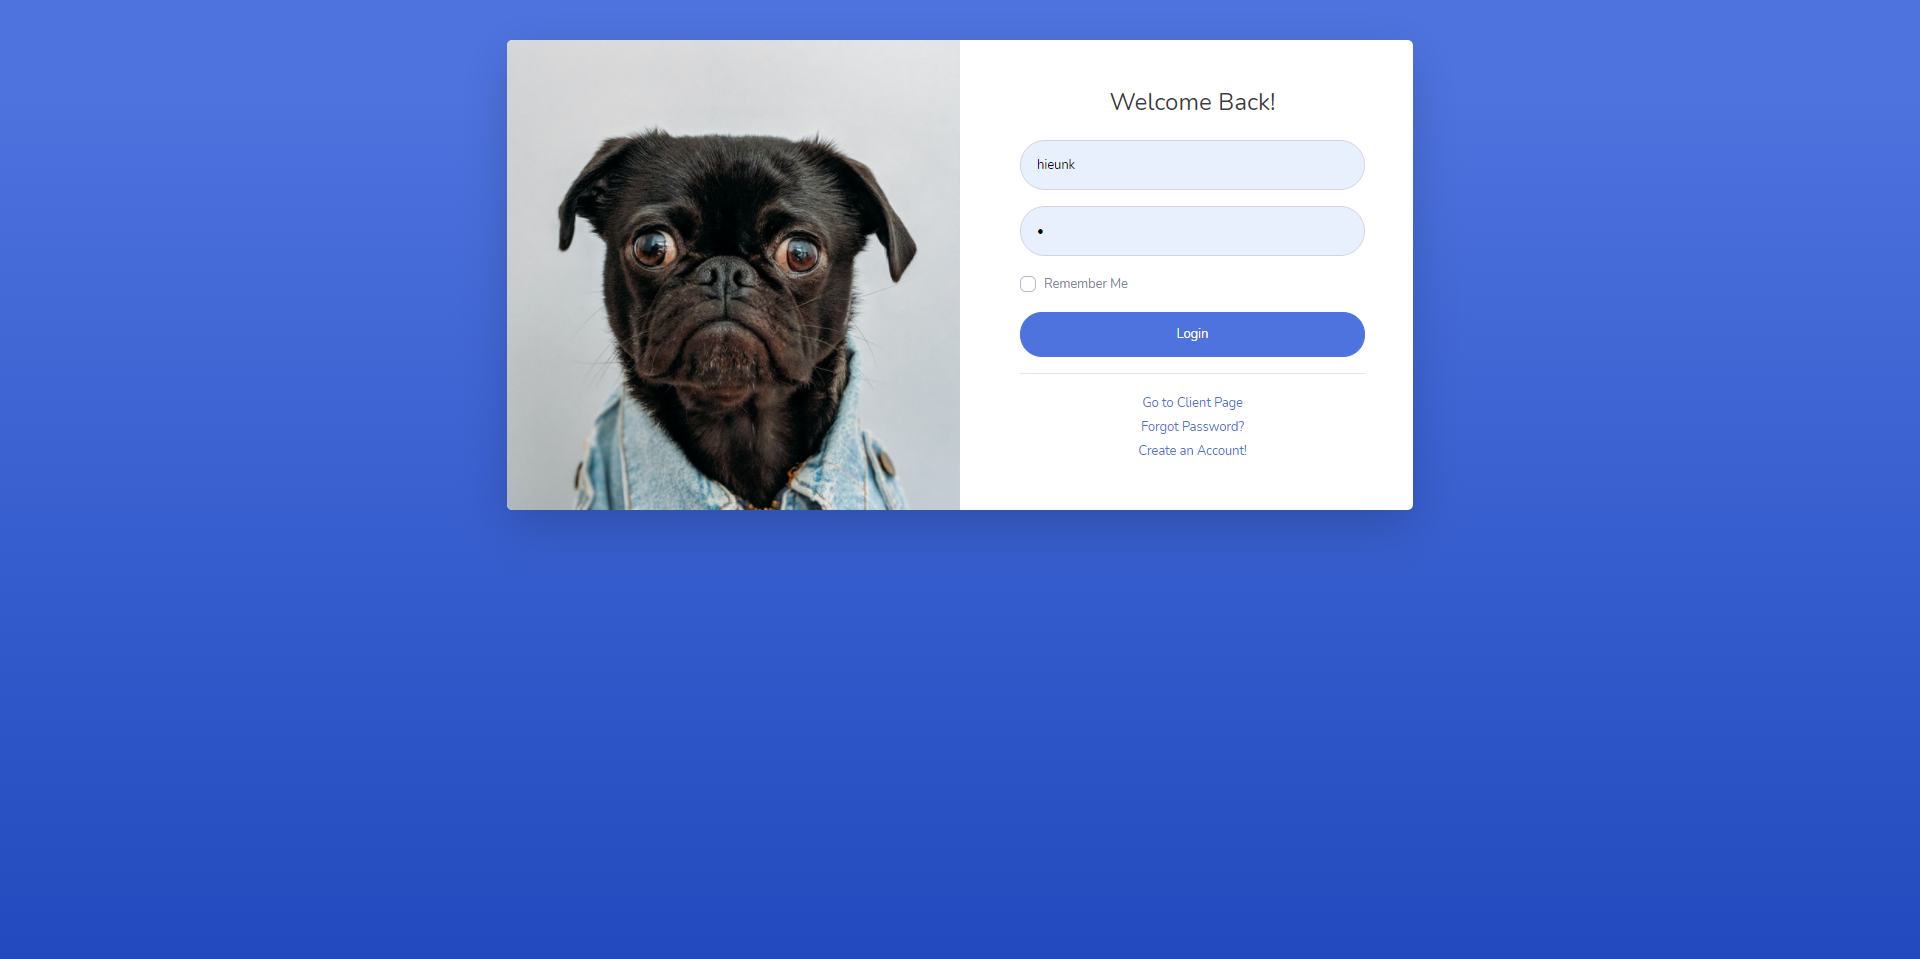 Welcome Back!
hieunk
•
Remember Me
Login
Go to Client Page
Forgot Password?
Create an Account!